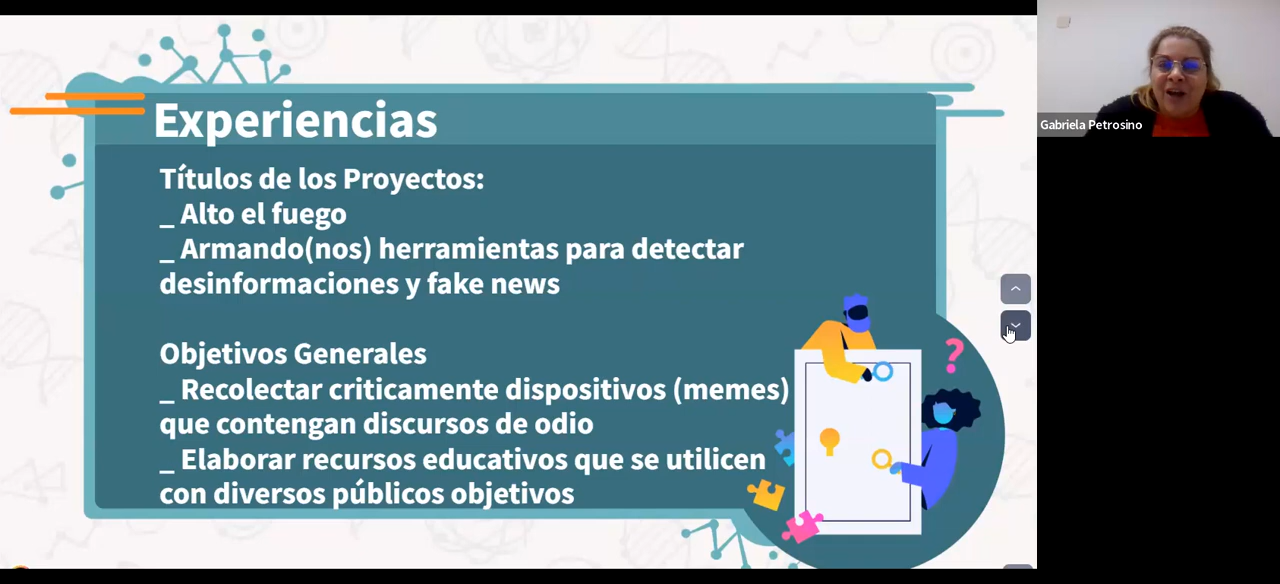 Experiencias
Títulos de los Proyectos:
_ Alto el fuego
_ Armando(nos) herramientas para detectar
desinformaciones y fake news
Objetivos Generales
_ Recolectar criticamente dispositivos (memes)
que contengan discursos de odio
_ Elaborar recursos educativos que se utilicen
con diversos públicos objetivos
?
Gabriela Petrosino